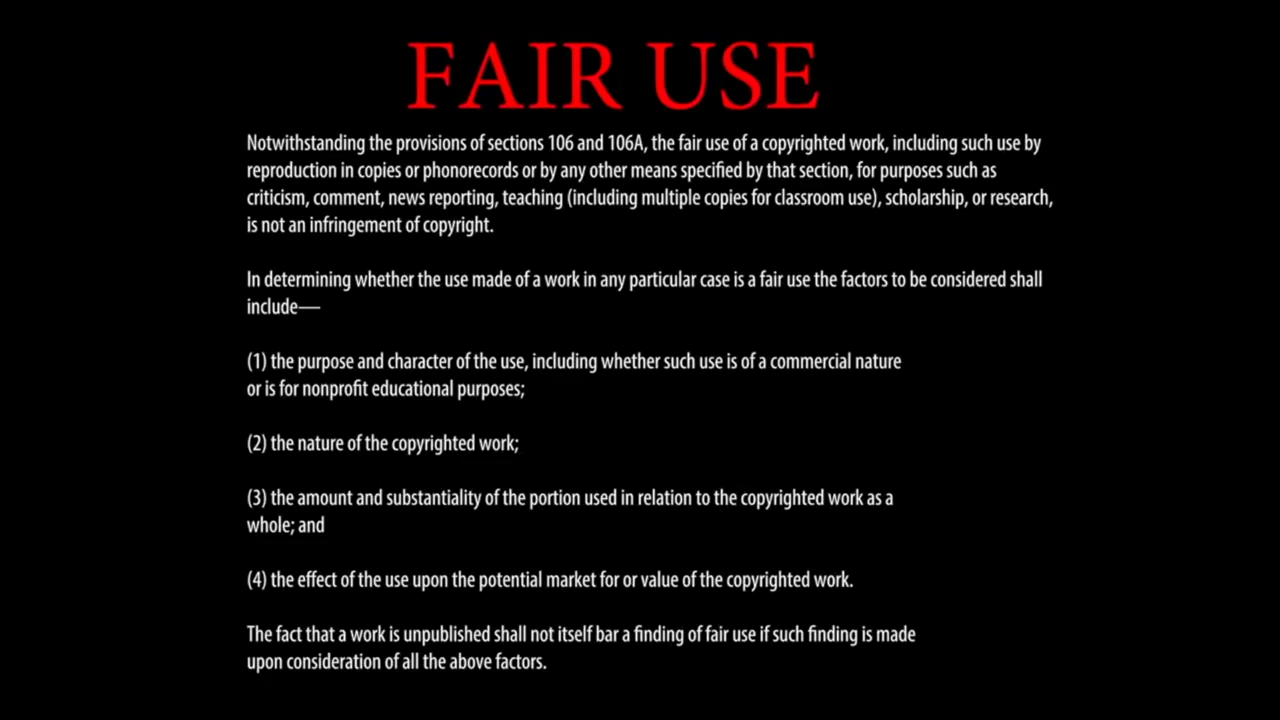 FAIR USE
Notwithstanding the provisions of sections 106 and 106A, the fair use of a copyrighted work, including such use by
reproduction in copies or phonorecords or by any other means specified by that section, for purposes such as
criticism, comment, news reporting, teaching (including multiple copies for classroom use), scholarship, or research,
is not an infringement of copyright.
In determining whether the use made of a work in any particular case is a fair use the factors to be considered shall
include—
(1) the purpose and character of the use, including whether such use is of a commercial nature
or is for nonprofit educational purposes;
(2) the nature of the copyrighted work;
(3) the amount and substantiality of the portion used in relation to the copyrighted work as a
whole; and
(4) the effect of the use upon the potential market for or value of the copyrighted work.
The fact that a work is unpublished shall not itself bar a finding of fair use if such finding is made
upon consideration of all the above factors.